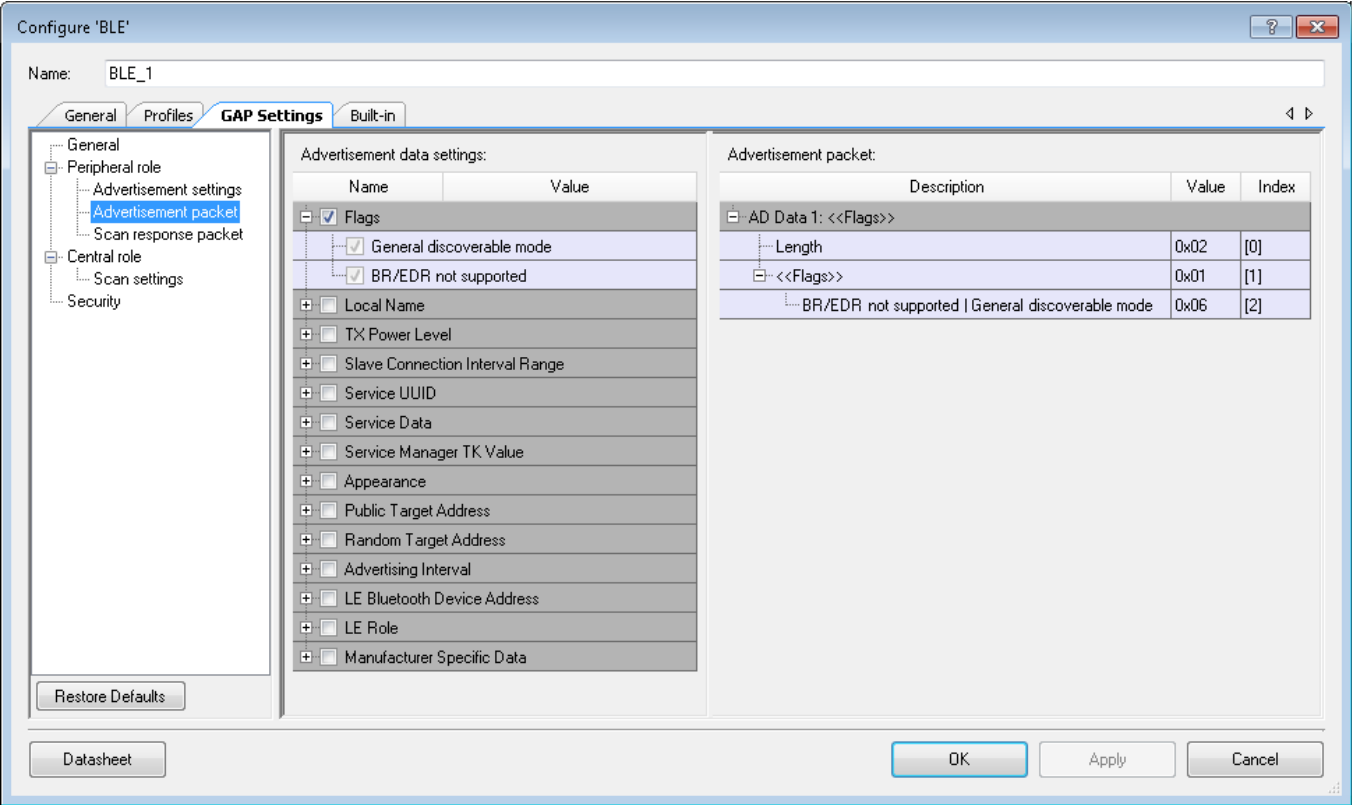 Configure 'BLE'
Name: BLE_1
General Profiles GAP Settings Built-in
General
Peripheral role
Advertisement settings
Advertisement packet
Scan response packet
Central role
Scan settings
Security
Restore Defaults
Advertisement data settings:
Name Value
Flags
General discoverable mode
BR/EDR not supported
Local Name
TX Power Level
Slave Connection Interval Range
Service UUID
Service Data
Service Manager TK Value
Appearance
Public Target Address
Random Target Address
Advertising Interval
LE Bluetooth Device Address
LE Role
Manufacturer Specific Data
Advertisement packet:
Description Value Index
AD Data 1: <<Flags>>
Length 0x02 [0]
<<Flags>> 0x01 [1]
BR/EDR not supported | General discoverable mode 0x06 [2]
Datasheet OK Apply Cancel